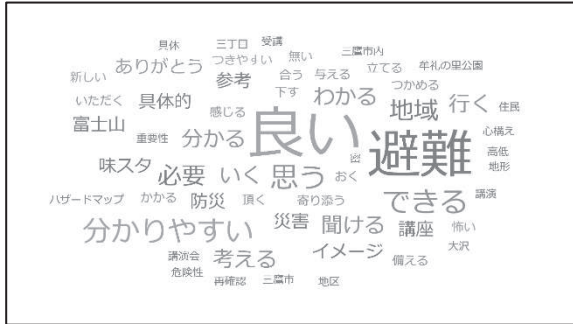 具体 三丁目 受講 三鷹市内
ありがとう つきやすい 無い 立てる 牟礼の里公園
新しい 参考 合う 与える つかめる
いただく 具体的 下す わかる 地域 行く 住民
富士山 感じる 良い 避難 心構え
重要性 分かる 高低
味スタ 必要 いく 思う おく 地形
ハザードマップ かかる 防災 頂く 寄り添う できる 講演
分かりやすい 災害 聞ける 講座 怖い
講演会 考える イメージ 備える 大沢
危険性 再確認 三鷹市 地区